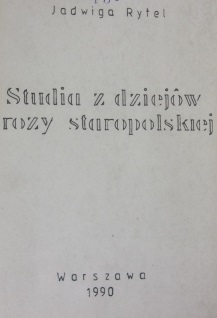 Jadwiga Rytel
Studia z dziejów
rozy staropolskiej
Warszawa
1990